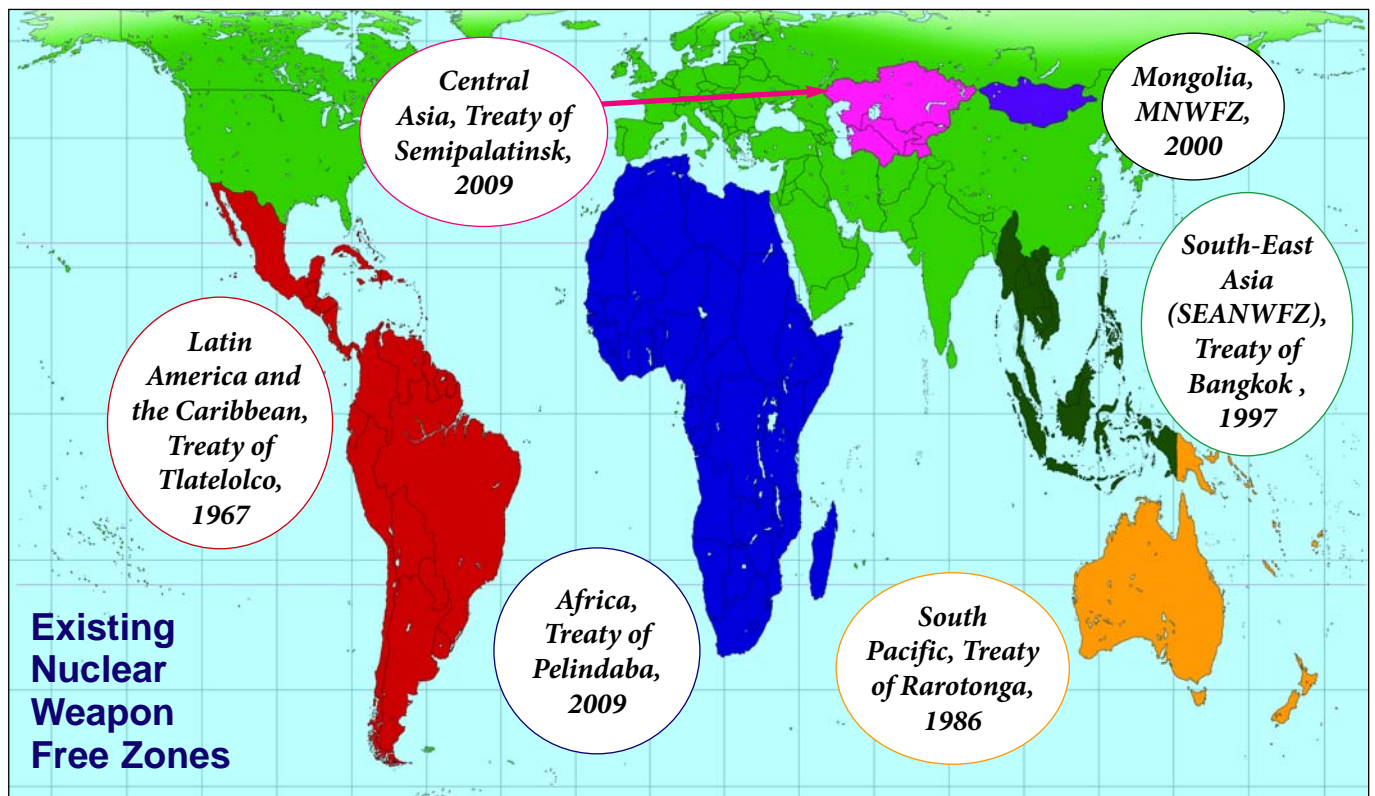 Central
Asia, Treaty of
Semipalatinsk,
2009
Mongolia,
MNWFZ,
2000
South-East
Asia
(SEANWFZ),
Treaty of
Bangkok ,
1997
Latin
America and
the Caribbean,
Treaty of
Tlatelolco,
1967
Africa,
Treaty of
Pelindaba,
2009
South
Pacific, Treaty
of Rarotonga,
1986
Existing
Nuclear
Weapon
Free Zones